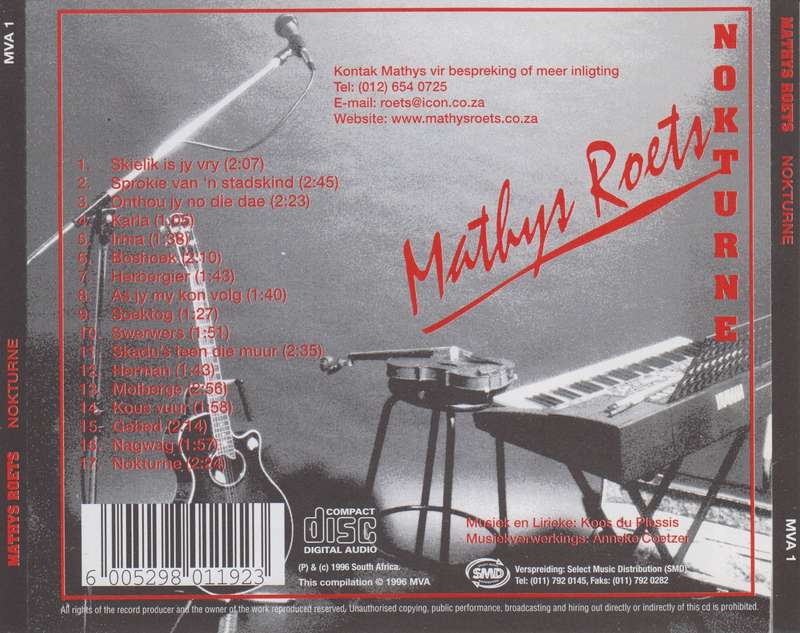 MVA 1
MATHYS ROETS NOKTURNE
Kontak Mathys vir bespreking of meer inligting
Tel: (012) 654 0725
E-mail: roets@icon.co.za
Website: www.mathysroets.co.za
NOKTURNE
Mathys Roets
1. Skielik is jy vry (2:07)
2. Sprokie van 'n stadskind (2:45)
3. Onthou jy no die dae (2:23)
4. Karla (1:05)
5. Irma (1:38)
6. Boshoek (2:10)
7. Herbergier (1:43)
8. As jy my kon volg (1:40)
9. Soektog (1:27)
10. Swerwers (1:51)
11. Skadu's teen die muur (2:35)
12. Herman (1:43)
13. Molberge (2:56)
14. Koue vuur (1:58)
15. Gebed (2:14)
16. Nagwag (1:57)
17. Nokturne (2:24)
Musiek en Lirieke: Koos du Plessis
Musiekverwerkings: Anneke Coetzer
6 005298 011923
COMPACT
disc
DIGITAL AUDIO
(P) & (c) 1996 South Africa.
This compilation © 1996 MVA
SMD
Verspreiding: Select Music Distribution (SMD)
Tel: (011) 792 0145, Faks: (011) 792 0282
All rights of the record producer and the owner of the work reproduced reserved. Unauthorised copying, public performance, broadcasting and hiring out directly or indirectly of this cd is prohibited.
MATHYS ROETS NOKTURNE
MVA 1